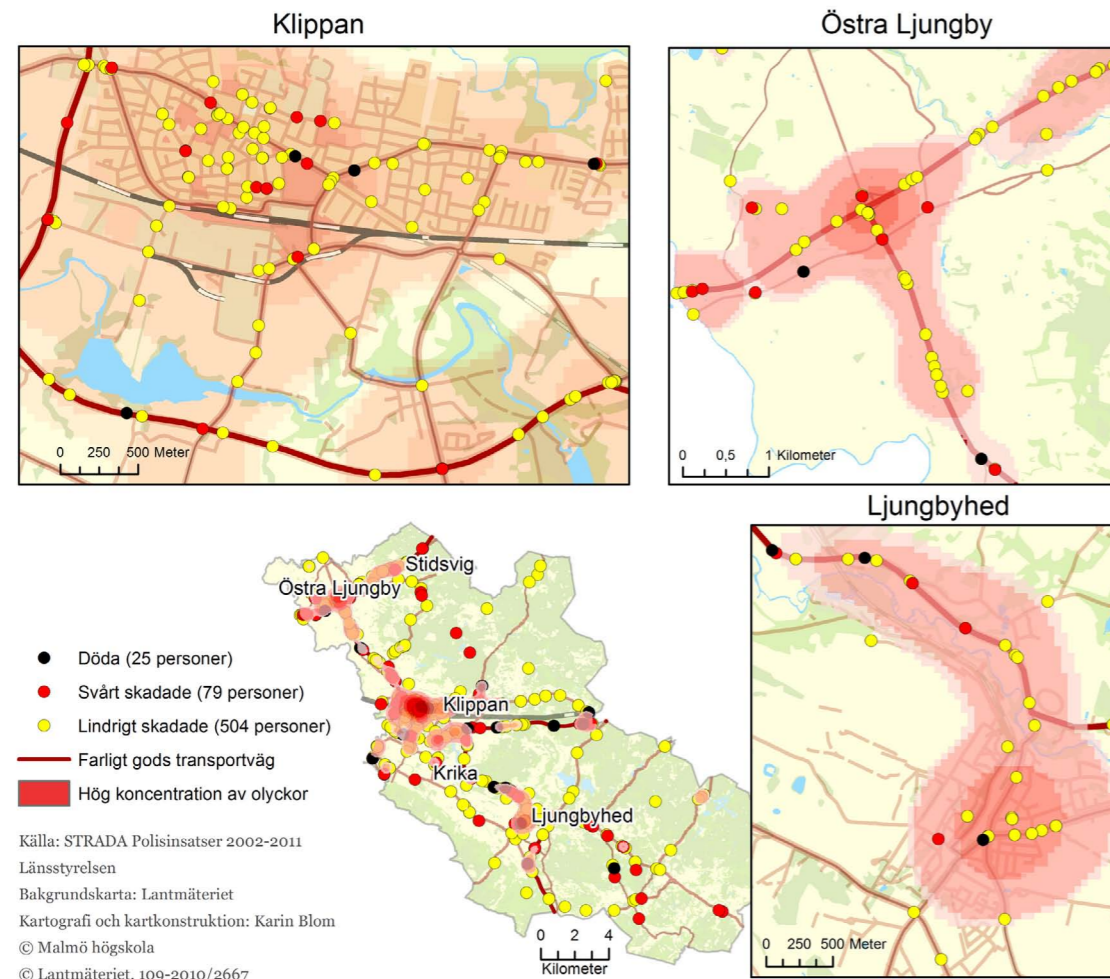 Klippan
Östra Ljungby
0 250 500 Meter
0 0,5 1 Kilometer
Ljungbyhed
Stidsvig
Östra Ljungby
Klippan
Krika
Ljungbyhed
Döda (25 personer)
Svårt skadade (79 personer)
Lindrigt skadade (504 personer)
Farligt gods transportväg
Hög koncentration av olyckor
Källa: STRADA Polisinsatser 2002-2011
Länsstyrelsen
Bakgrundskarta: Lantmäteriet
Kartografi och kartkonstruktion: Karin Blom
© Malmö högskola
© Lantmäteriet, 109-2010/2667
0 2 4
Kilometer
0 250 500 Meter